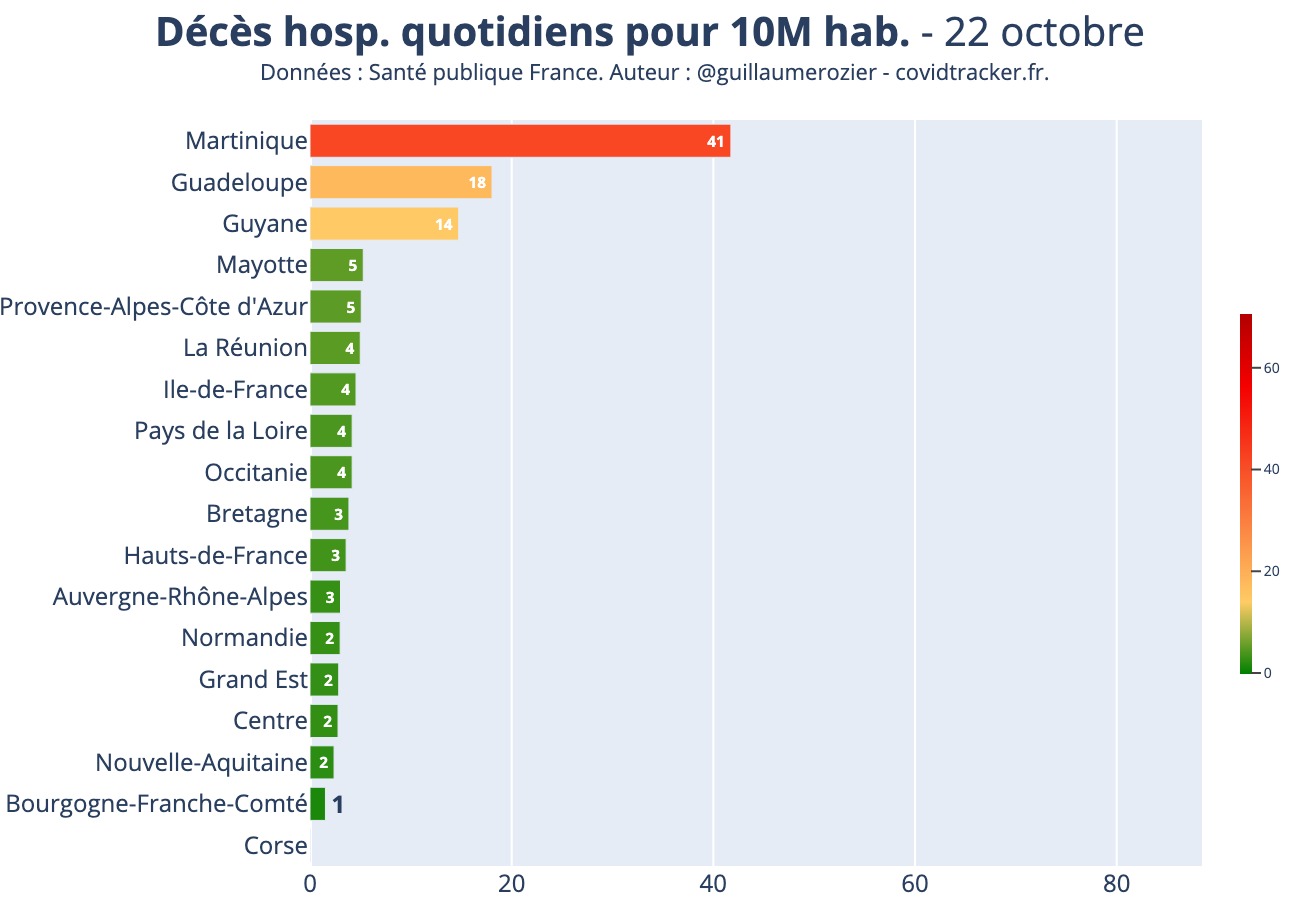 Décès hosp. quotidiens pour 10M hab. - 22 octobre
Données : Santé publique France. Auteur : @guillaumerozier - covidtracker.fr.
Martinique 41
Guadeloupe 18
Guyane 14
Mayotte 5
Provence-Alpes-Côte d'Azur 5
La Réunion 4
Ile-de-France 4
Pays de la Loire 4
Occitanie 4
Bretagne 3
Hauts-de-France 3
Auvergne-Rhône-Alpes 3
Normandie 2
Grand Est 2
Centre 2
Nouvelle-Aquitaine 2
Bourgogne-Franche-Comté 1
Corse
0 20 40 60 80
60
40
20
0